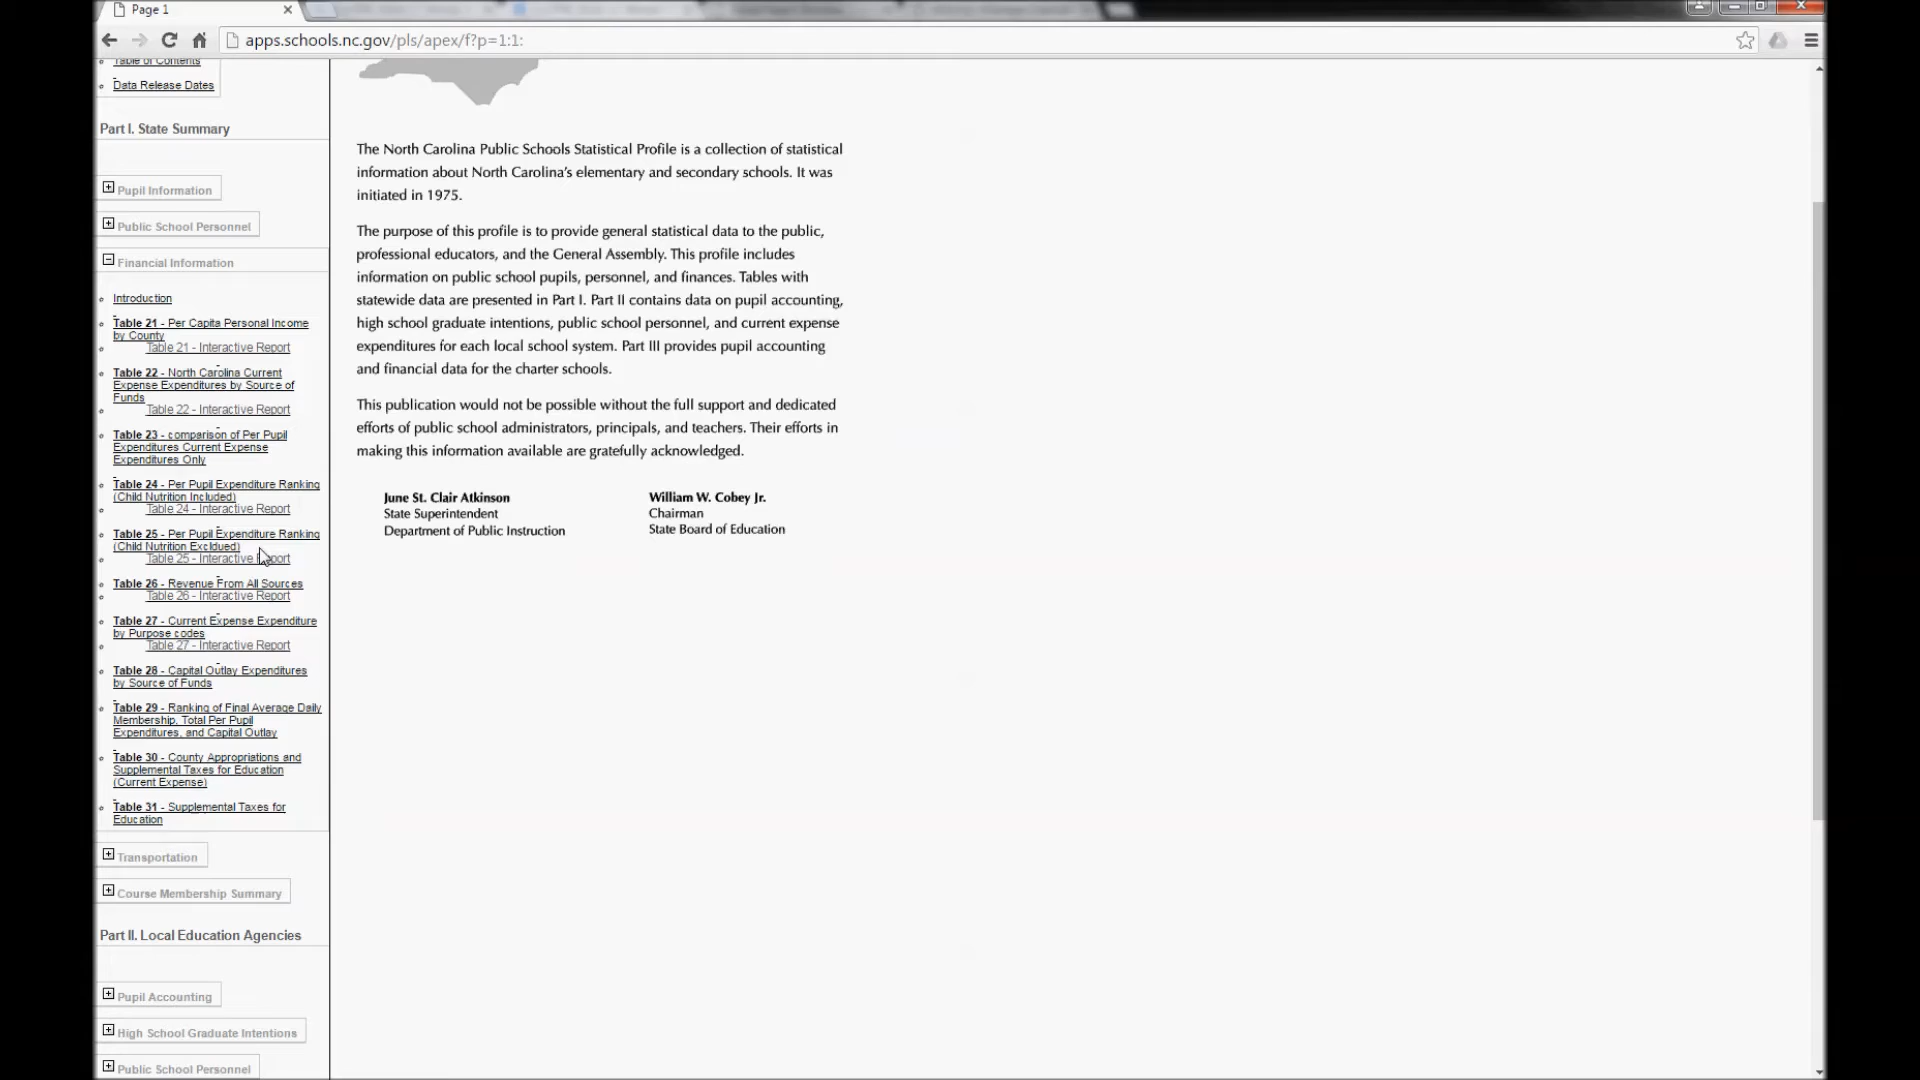 Page 1
apps.schools.nc.gov/pls/apex/f?p=1:1:
Table of Contents
Data Release Dates
Part I. State Summary
Pupil Information
Public School Personnel
Financial Information
Introduction
Table 21 - Per Capita Personal Income
by County
Table 21 - Interactive Report
Table 22 - North Carolina Current
Expense Expenditures by Source of
Funds
Table 22 - Interactive Report
Table 23 - comparison of Per Pupil
Expenditures Current Expense
Expenditures Only
Table 24 - Per Pupil Expenditure Ranking
(Child Nutrition Included)
Table 24 - Interactive Report
Table 25 - Per Pupil Expenditure Ranking
(Child Nutrition Excldued)
Table 25 - Interactive Report
Table 26 - Revenue From All Sources
Table 26 - Interactive Report
Table 27 - Current Expense Expenditure
by Purpose codes
Table 27 - Interactive Report
Table 28 - Capital Outlay Expenditures
by Source of Funds
Table 29 - Ranking of Final Average Daily
Membership, Total Per Pupil
Expenditures, and Capital Outlay
Table 30 - County Appropriations and
Supplemental Taxes for Education
(Current Expense)
Table 31 - Supplemental Taxes for
Education
Transportation
Course Membership Summary
Part II. Local Education Agencies
Pupil Accounting
High School Graduate Intentions
Public School Personnel
The North Carolina Public Schools Statistical Profile is a collection of statistical
information about North Carolina's elementary and secondary schools. It was
initiated in 1975.
The purpose of this profile is to provide general statistical data to the public,
professional educators, and the General Assembly. This profile includes
information on public school pupils, personnel, and finances. Tables with
statewide data are presented in Part I. Part II contains data on pupil accounting,
high school graduate intentions, public school personnel, and current expense
expenditures for each local school system. Part III provides pupil accounting
and financial data for the charter schools.
This publication would not be possible without the full support and dedicated
efforts of public school administrators, principals, and teachers. Their efforts in
making this information available are gratefully acknowledged.
June St. Clair Atkinson
State Superintendent
Department of Public Instruction
William W. Cobey Jr.
Chairman
State Board of Education